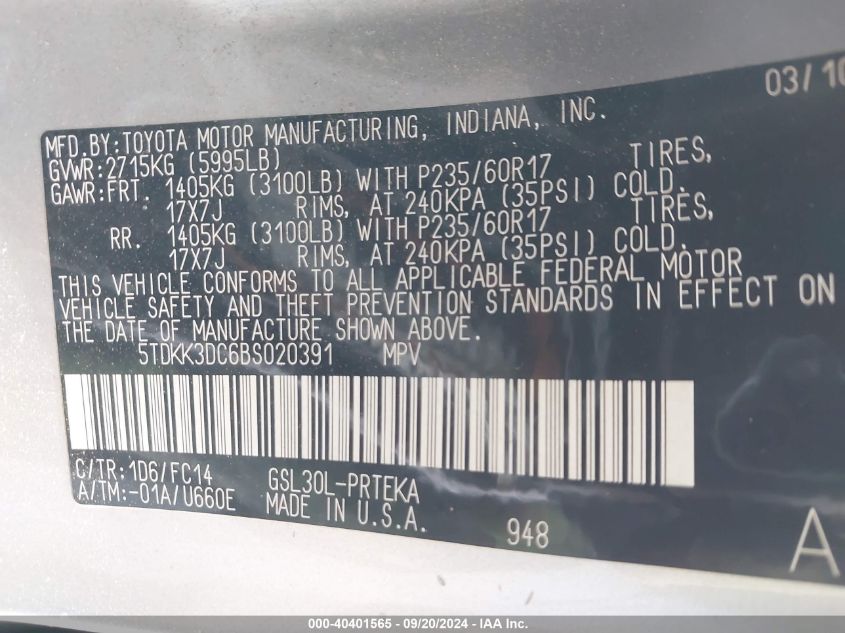 03/10
MFD.BY:TOYOTA MOTOR MANUFACTURING, INDIANA, INC.
GVWR:2715KG (5995LB)
GAWR:FRT. 1405KG (3100LB) WITH P235/60R17 TIRES,
17X7J RIMS, AT 240KPA (35PSI) COLD.
RR. 1405KG (3100LB) WITH P235/60R17 TIRES,
17X7J RIMS, AT 240KPA (35PSI) COLD.
THIS VEHICLE CONFORMS TO ALL APPLICABLE FEDERAL MOTOR
VEHICLE SAFETY AND THEFT PREVENTION STANDARDS IN EFFECT ON
THE DATE OF MANUFACTURE SHOWN ABOVE.
5TDKK3DC6BS020391 MPV
C/TR:1D6/FC14 GSL30L-PRTEKA
A/TM:-01A/U660E MADE IN U.S.A.
948
A
000-40401565 - 09/20/2024 - IAA Inc.